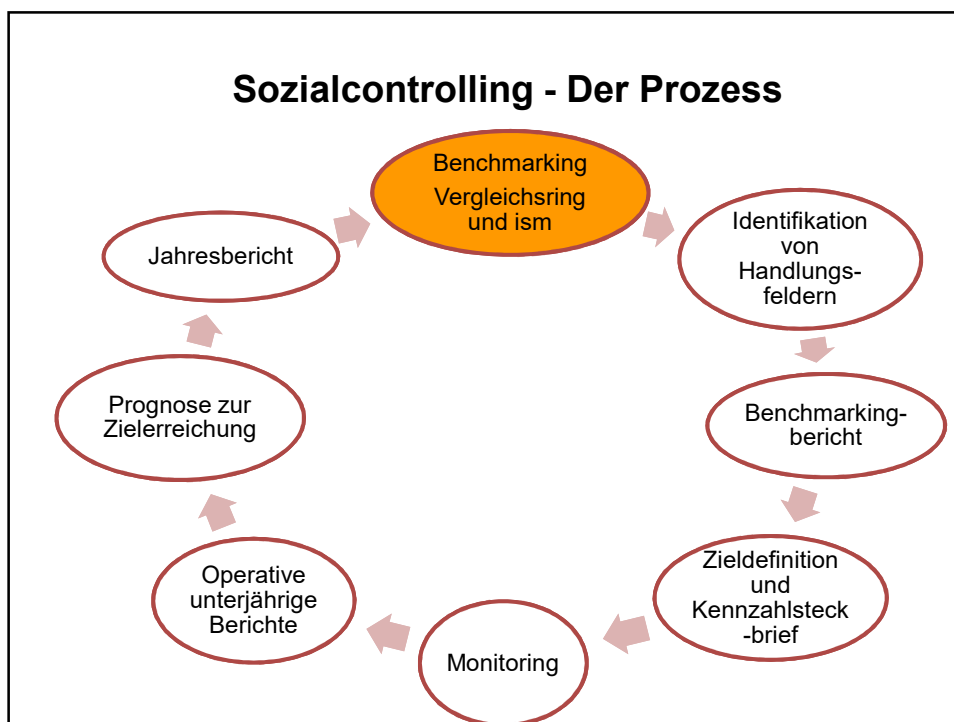 Sozialcontrolling - Der Prozess
Benchmarking
Vergleichsring
und ism
Identifikation
von
Handlungs-
feldern
Benchmarking-
bericht
Zieldefinition
und
Kennzahlsteck
-brief
Monitoring
Operative
unterjährige
Berichte
Prognose zur
Zielerreichung
Jahresbericht